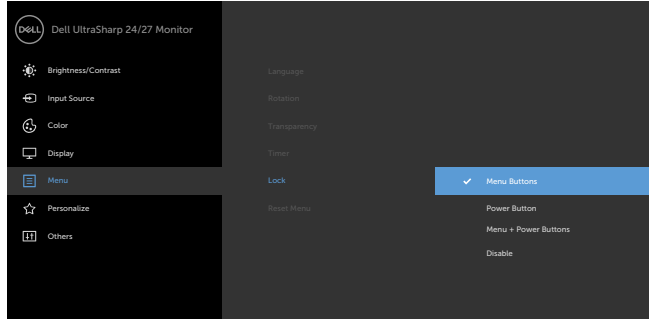 DELL Dell UltraSharp 24/27 Monitor
Brightness/Contrast
Language
Input Source
Rotation
Color
Transparency
Display
Timer
Menu
Lock
Menu Buttons
Personalize
Reset Menu
Power Button
Menu + Power Buttons
Others
Disable